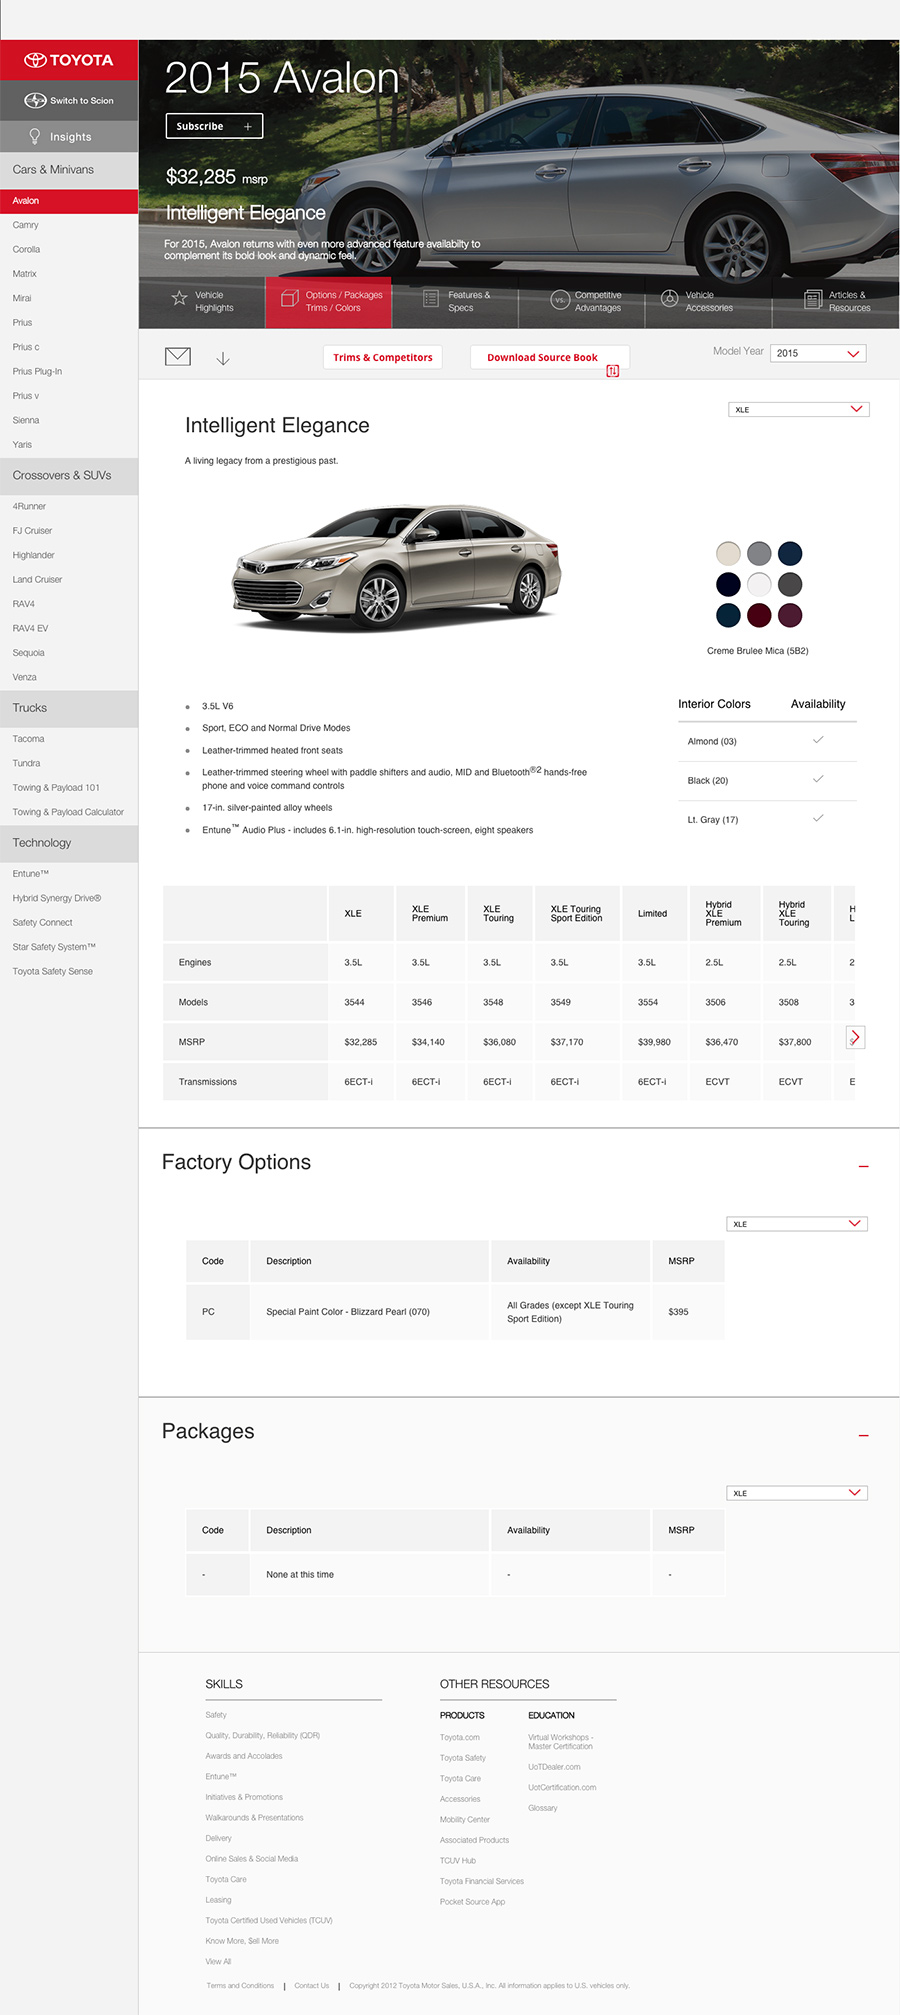 TOYOTA
Switch to Scion
Insights
Cars & Minivans
Avalon
Camry
Corolla
Matrix
Mirai
Prius
Prius c
Prius Plug-In
Prius v
Sienna
Yaris
Crossovers & SUVs
4Runner
FJ Cruiser
Highlander
Land Cruiser
RAV4
RAV4 EV
Sequoia
Venza
Trucks
Tacoma
Tundra
Towing & Payload 101
Towing & Payload Calculator
Technology
Entune™
Hybrid Synergy Drive®
Safety Connect
Star Safety System™
Toyota Safety Sense
2015 Avalon
Subscribe +
$32,285 msrp
Intelligent Elegance
For 2015, Avalon returns with even more advanced feature availabilty to
complement its bold look and dynamic feel.
Vehicle
Highlights
Options / Packages
Trims / Colors
Features &
Specs
VS.
Competitive
Advantages
Vehicle
Accessories
Articles &
Resources
Trims & Competitors
Download Source Book
Model Year 2015
XLE
Intelligent Elegance
A living legacy from a prestigious past.
Creme Brulee Mica (5B2)
3.5L V6
Sport, ECO and Normal Drive Modes
Leather-trimmed heated front seats
Leather-trimmed steering wheel with paddle shifters and audio, MID and Bluetooth®2 hands-free
phone and voice command controls
17-in. silver-painted alloy wheels
Entune™ Audio Plus - includes 6.1-in. high-resolution touch-screen, eight speakers
Interior Colors Availability
Almond (03)
Black (20)
Lt. Gray (17)
XLE
XLE
Premium
XLE
Touring
XLE Touring
Sport Edition
Limited
Hybrid
XLE
Premium
Hybrid
XLE
Touring
H
L
Engines 3.5L 3.5L 3.5L 3.5L 3.5L 2.5L 2.5L 2
Models 3544 3546 3548 3549 3554 3506 3508 3
MSRP $32,285 $34,140 $36,080 $37,170 $39,980 $36,470 $37,800 $
Transmissions 6ECT-i 6ECT-i 6ECT-i 6ECT-i 6ECT-i ECVT ECVT E
Factory Options
XLE
Code Description Availability MSRP
PC Special Paint Color - Blizzard Pearl (070) All Grades (except XLE Touring
Sport Edition) $395
Packages
XLE
Code Description Availability MSRP
- None at this time - -
SKILLS
Safety
Quality, Durability, Reliability (QDR)
Awards and Accolades
Entune™
Initiatives & Promotions
Walkarounds & Presentations
Delivery
Online Sales & Social Media
Toyota Care
Leasing
Toyota Certified Used Vehicles (TCUV)
Know More, Sell More
View All
OTHER RESOURCES
PRODUCTS
Toyota.com
Toyota Safety
Toyota Care
Accessories
Mobility Center
Associated Products
TCUV Hub
Toyota Financial Services
Pocket Source App
EDUCATION
Virtual Workshops -
Master Certification
UoTDealer.com
UotCertification.com
Glossary
Terms and Conditions | Contact Us | Copyright 2012 Toyota Motor Sales, U.S.A., Inc. All information applies to U.S. vehicles only.